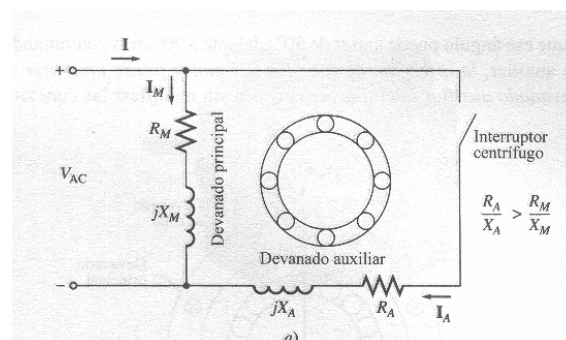 I
+
+
I_M
R_M
Interruptor
centrífugo
V_AC
Devanado principal
R_A/X_A > R_M/X_M
jX_M
Devanado auxiliar
−
−
jX_A
R_A
I_A
a)